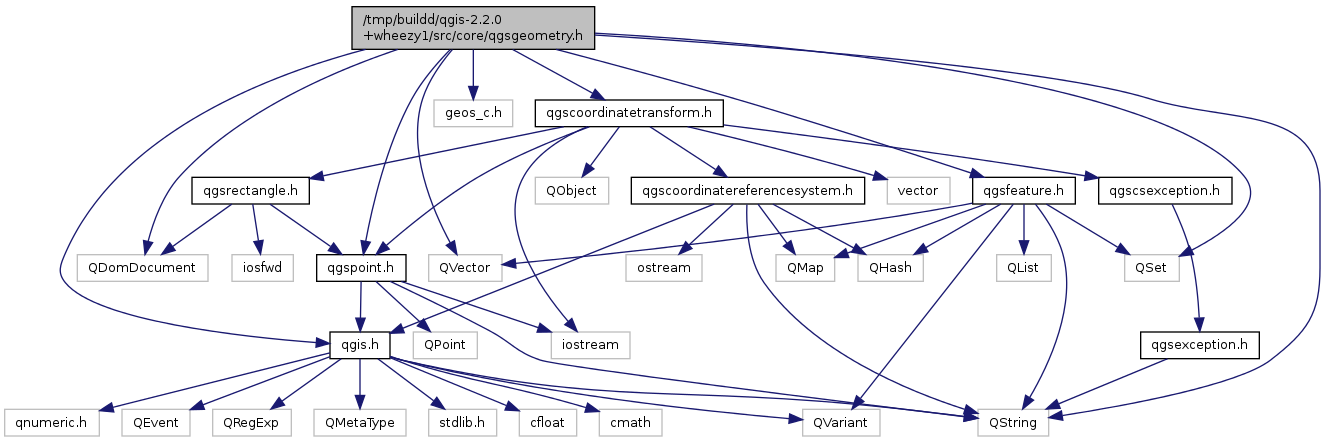 /tmp/buildd/qgis-2.2.0
+wheezy1/src/core/qgsgeometry.h
geos_c.h
qgscoordinatetransform.h
qgsrectangle.h
QObject
qgscoordinatereferencesystem.h
vector
qgsfeature.h
qgscsexception.h
QDomDocument
iosfwd
qgspoint.h
QVector
ostream
QMap
QHash
QList
QSet
qgis.h
QPoint
iostream
qgsexception.h
qnumeric.h
QEvent
QRegExp
QMetaType
stdlib.h
cfloat
cmath
QVariant
QString